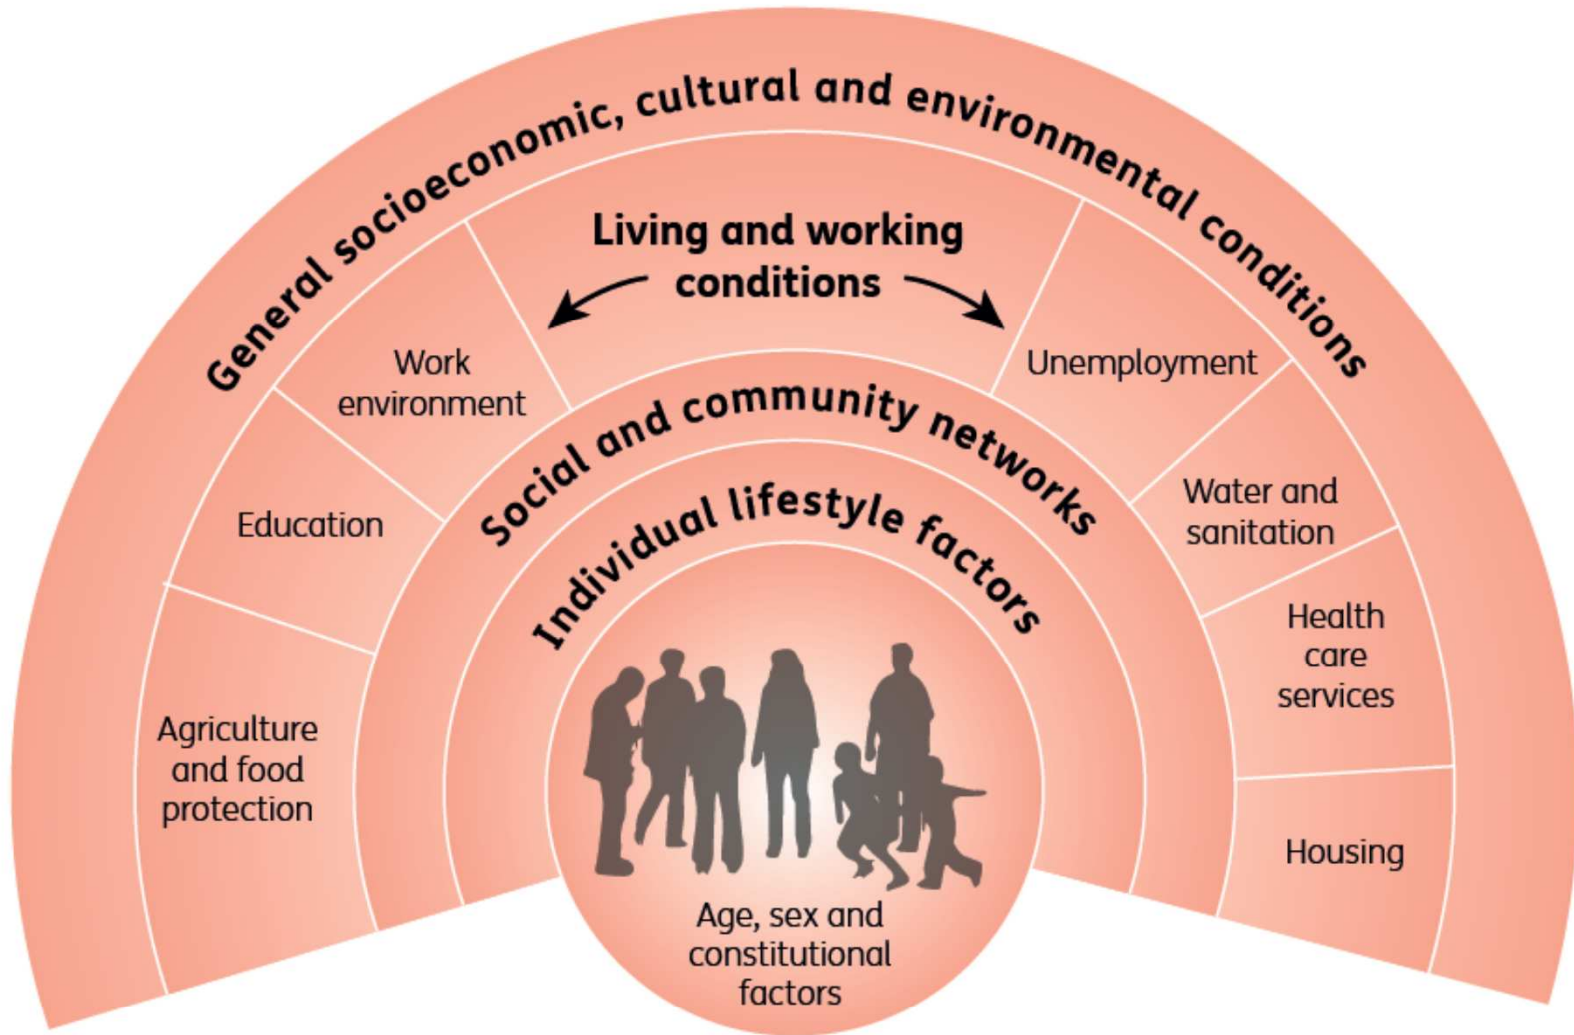 General socioeconomic, cultural and environmental conditions
Living and working
conditions
Work
environment
Unemployment
Education
Water and
sanitation
Agriculture
and food
protection
Health
care
services
Housing
Social and community networks
Individual lifestyle factors
Age, sex and
constitutional
factors